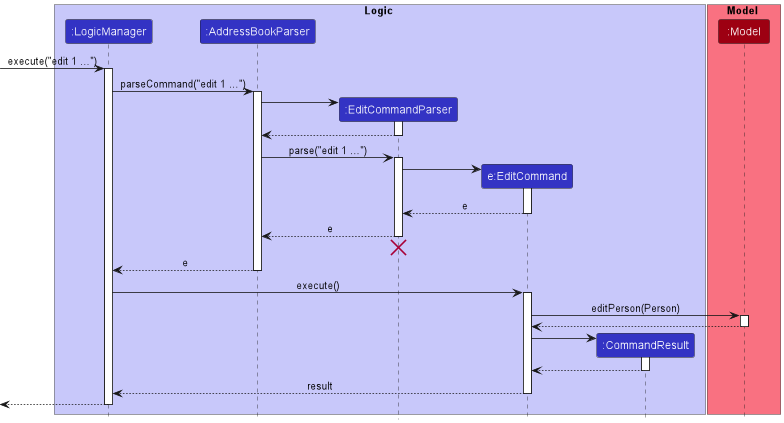 Logic
Model
:LogicManager
:AddressBookParser
:Model
execute("edit 1 ...")
parseCommand("edit 1 ...")
:EditCommandParser
parse("edit 1 ...")
e:EditCommand
e
e
e
execute()
editPerson(Person)
:CommandResult
result